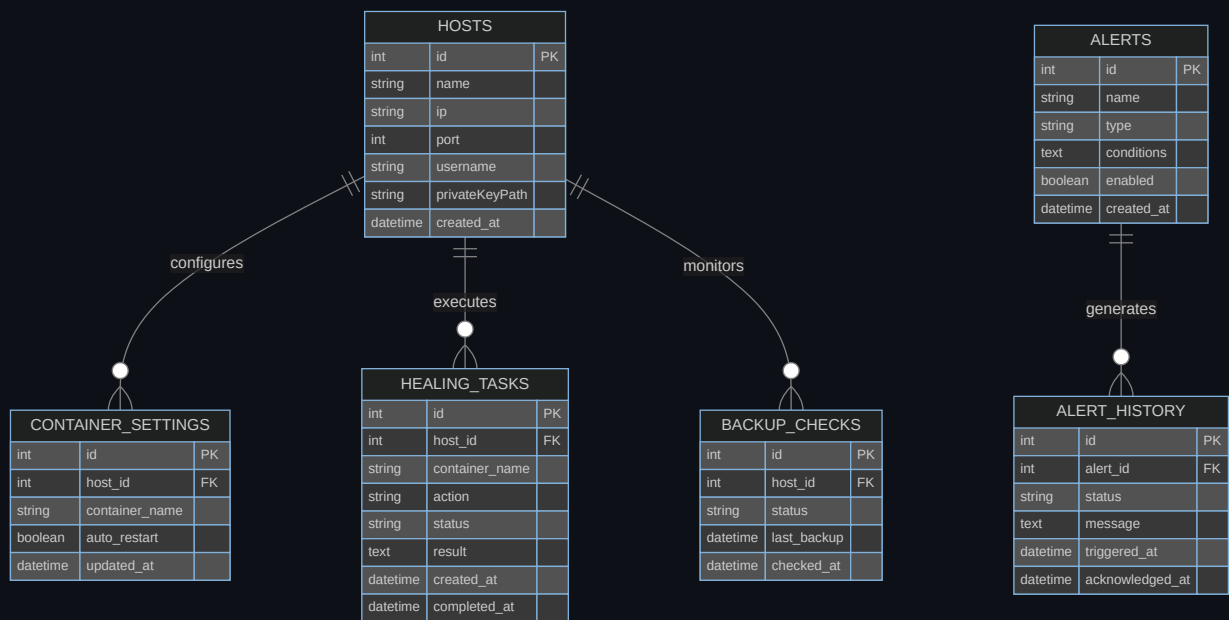 HOSTS
int id PK
string name
string ip
int port
string username
string privateKeyPath
datetime created_at
ALERTS
int id PK
string name
string type
text conditions
boolean enabled
datetime created_at
configures
executes
monitors
generates
CONTAINER_SETTINGS
int id PK
int host_id FK
string container_name
boolean auto_restart
datetime updated_at
HEALING_TASKS
int id PK
int host_id FK
string container_name
string action
string status
text result
datetime created_at
datetime completed_at
BACKUP_CHECKS
int id PK
int host_id FK
string status
datetime last_backup
datetime checked_at
ALERT_HISTORY
int id PK
int alert_id FK
string status
text message
datetime triggered_at
datetime acknowledged_at